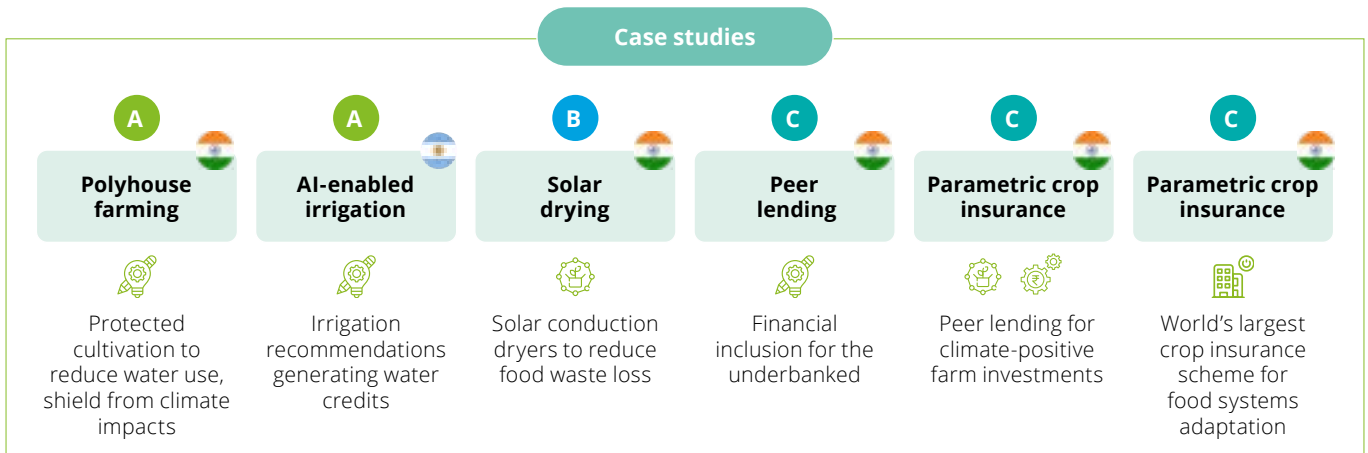 Case studies
A
Polyhouse
farming
Protected
cultivation to
reduce water use,
shield from climate
impacts
A
AI-enabled
irrigation
Irrigation
recommendations
generating water
credits
B
Solar
drying
Solar conduction
dryers to reduce
food waste loss
C
Peer
lending
Financial
inclusion for the
underbanked
C
Parametric crop
insurance
₹
Peer lending for
climate-positive
farm investments
C
Parametric crop
insurance
World’s largest
crop insurance
scheme for
food systems
adaptation